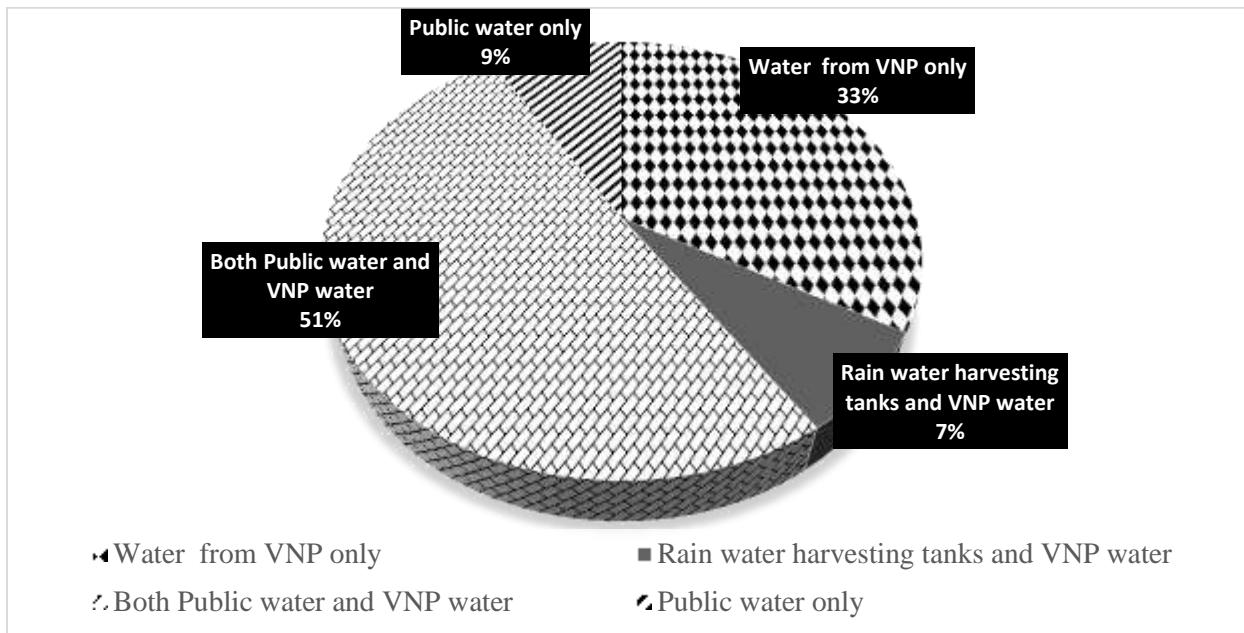 Public water only
9%
Water from VNP only
33%
Both Public water and
VNP water
51%
Rain water harvesting
tanks and VNP water
7%
Water from VNP only
Rain water harvesting tanks and VNP water
Both Public water and VNP water
Public water only